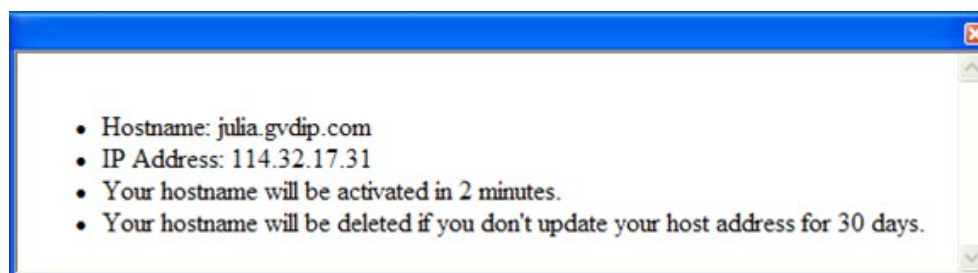 Hostname: julia.gvdip.com
IP Address: 114.32.17.31
Your hostname will be activated in 2 minutes.
Your hostname will be deleted if you don't update your host address for 30 days.